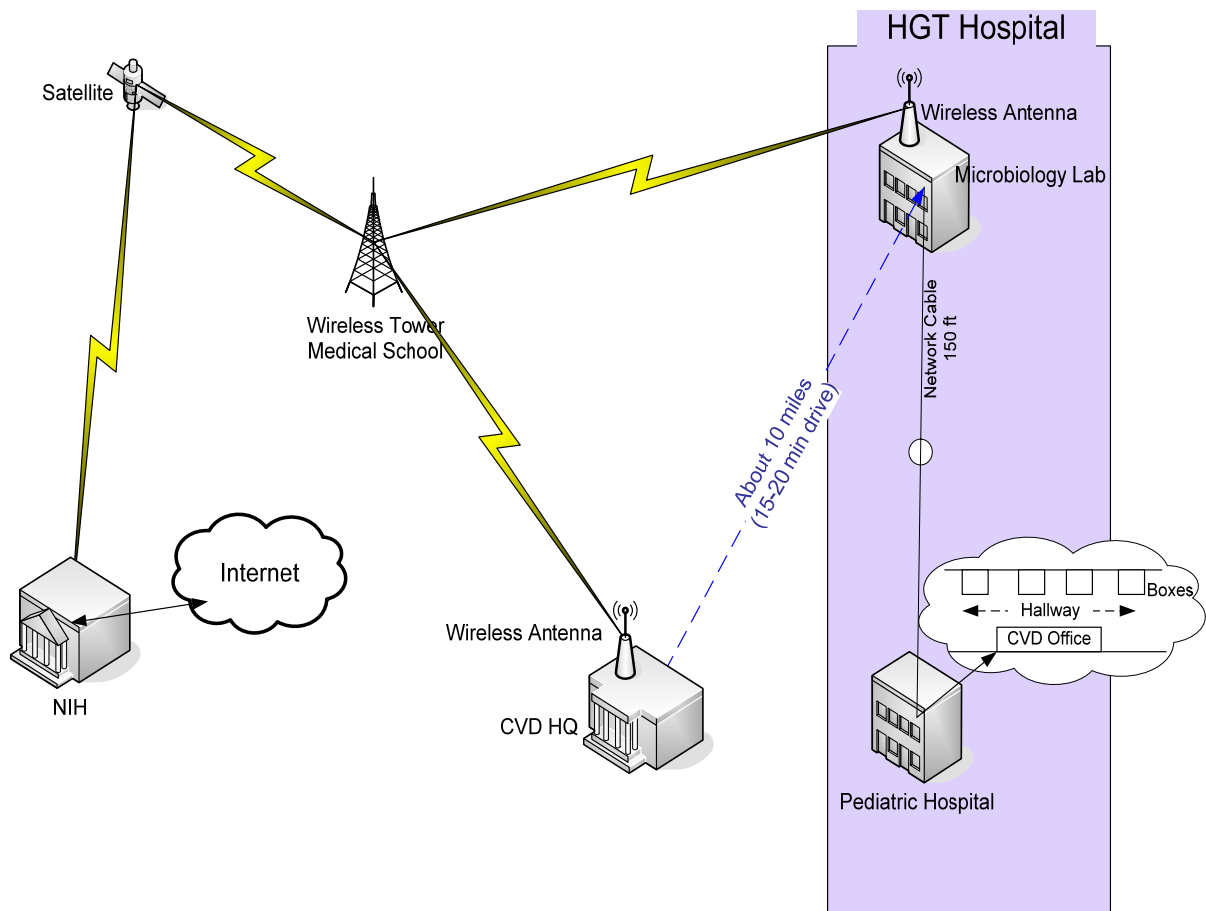 HGT Hospital
Satellite
Wireless Antenna
Microbiology Lab
Wireless Tower
Medical School
Network Cable
150 ft
About 10 miles
(15-20 min drive)
Internet
Boxes
Hallway
CVD Office
Wireless Antenna
NIH
CVD HQ
Pediatric Hospital